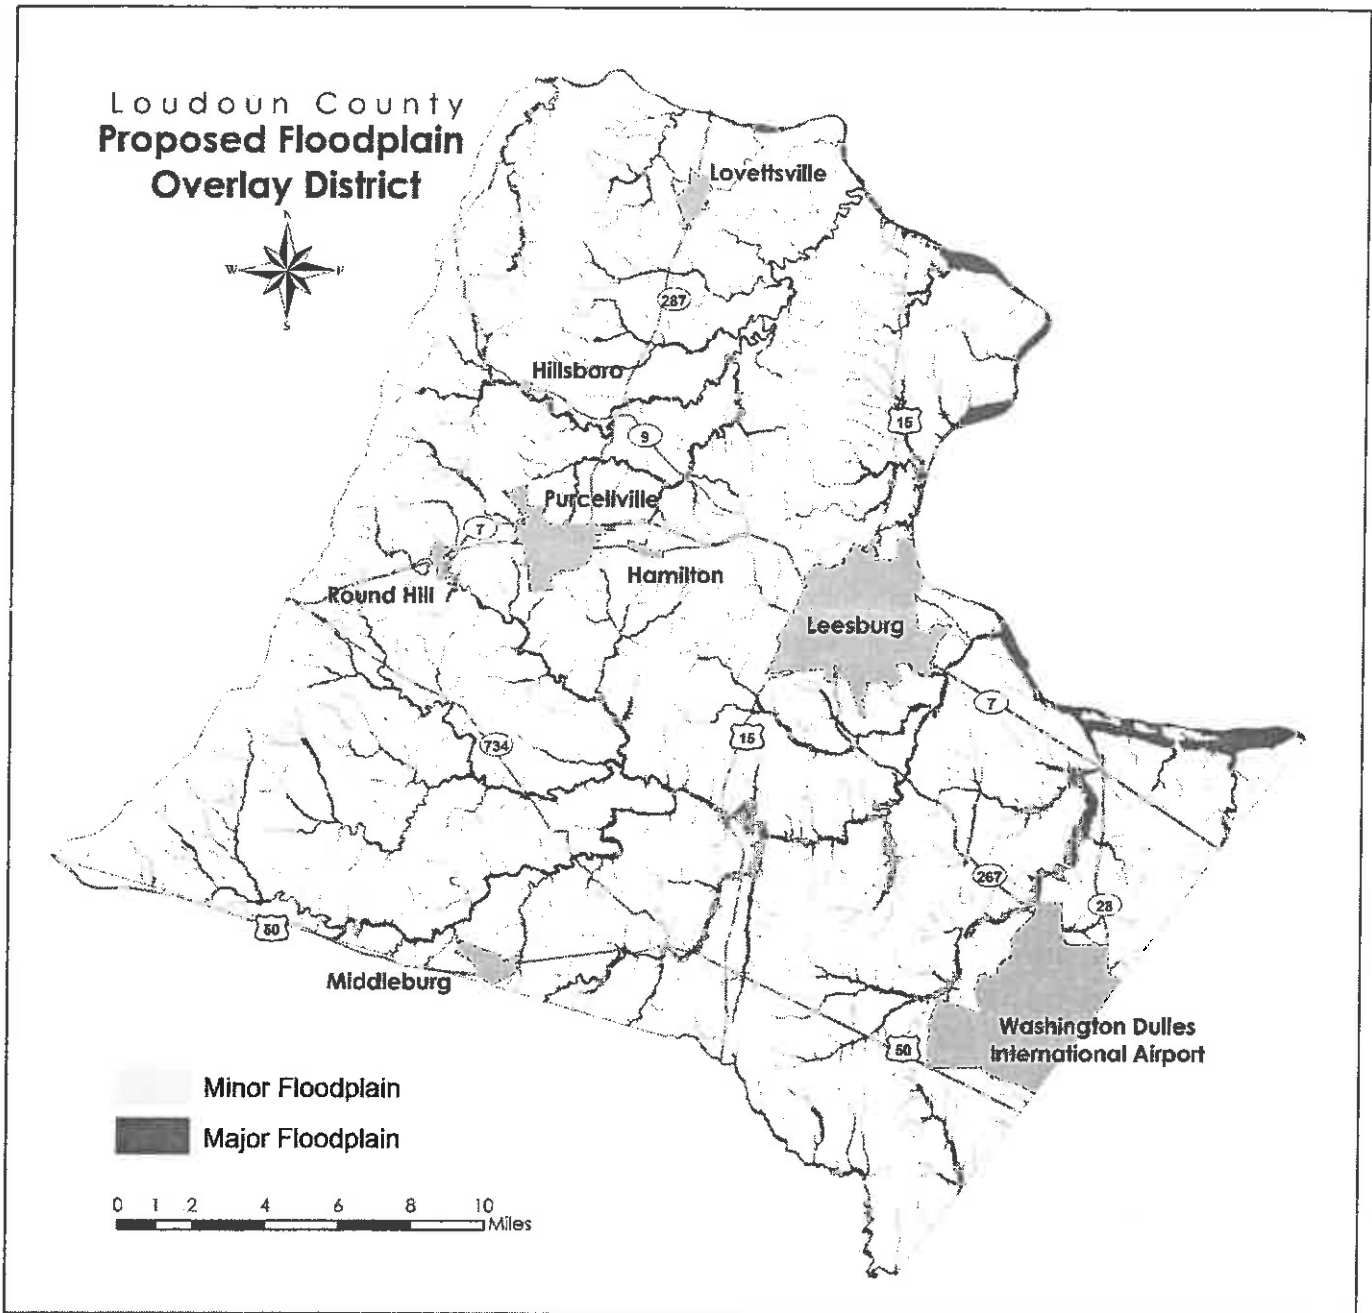 Loudoun County
Proposed Floodplain
Overlay District
N
W
S
Lovettsville
287
Hillsboro
15
9
Purcellville
7
Hamilton
Round Hill
Leesburg
7
15
734
267
28
50
Middleburg
Washington Dulles
International Airport
50
Minor Floodplain
Major Floodplain
0 1 2 4 6 8 10
Miles